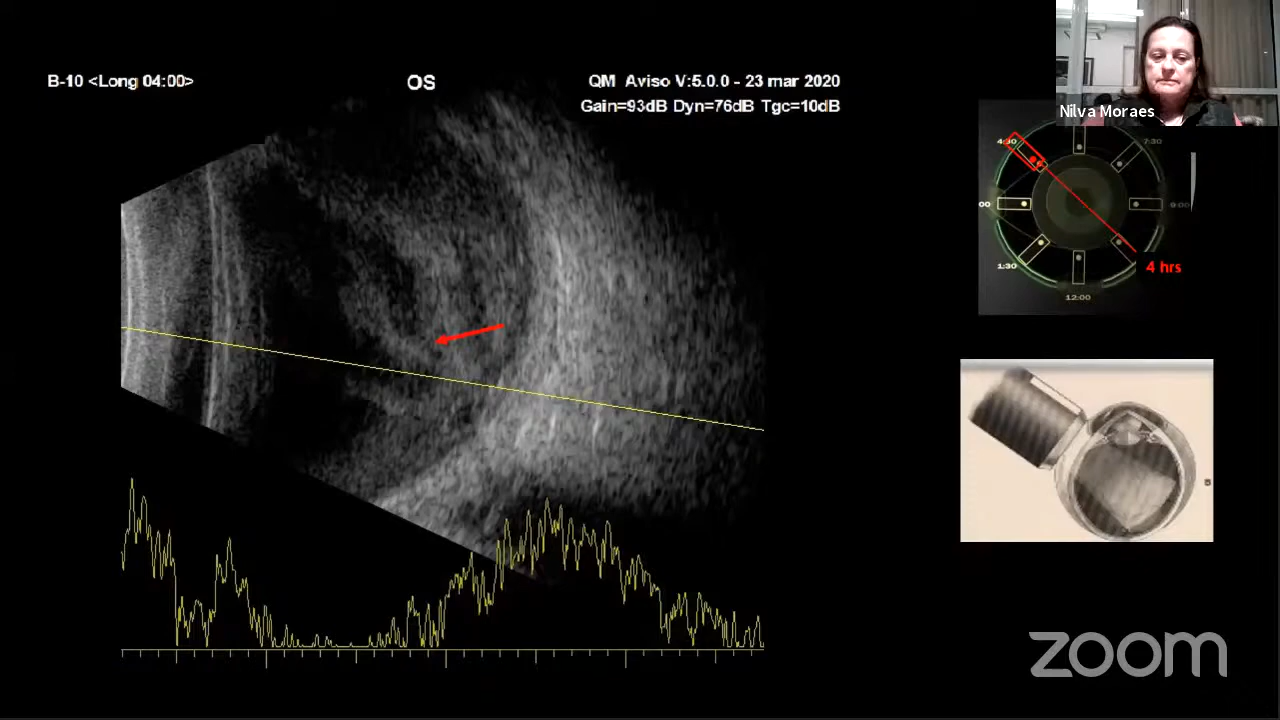 B-10 <Long 04:00>
OS
QM Aviso V:5.0.0 - 23 mar 2020
Gain=93dB Dyn=76dB Tgc=10dB
Nilva Moraes
4:30
7:30
00
9:00
1:30
4 hrs
12:00
zoom